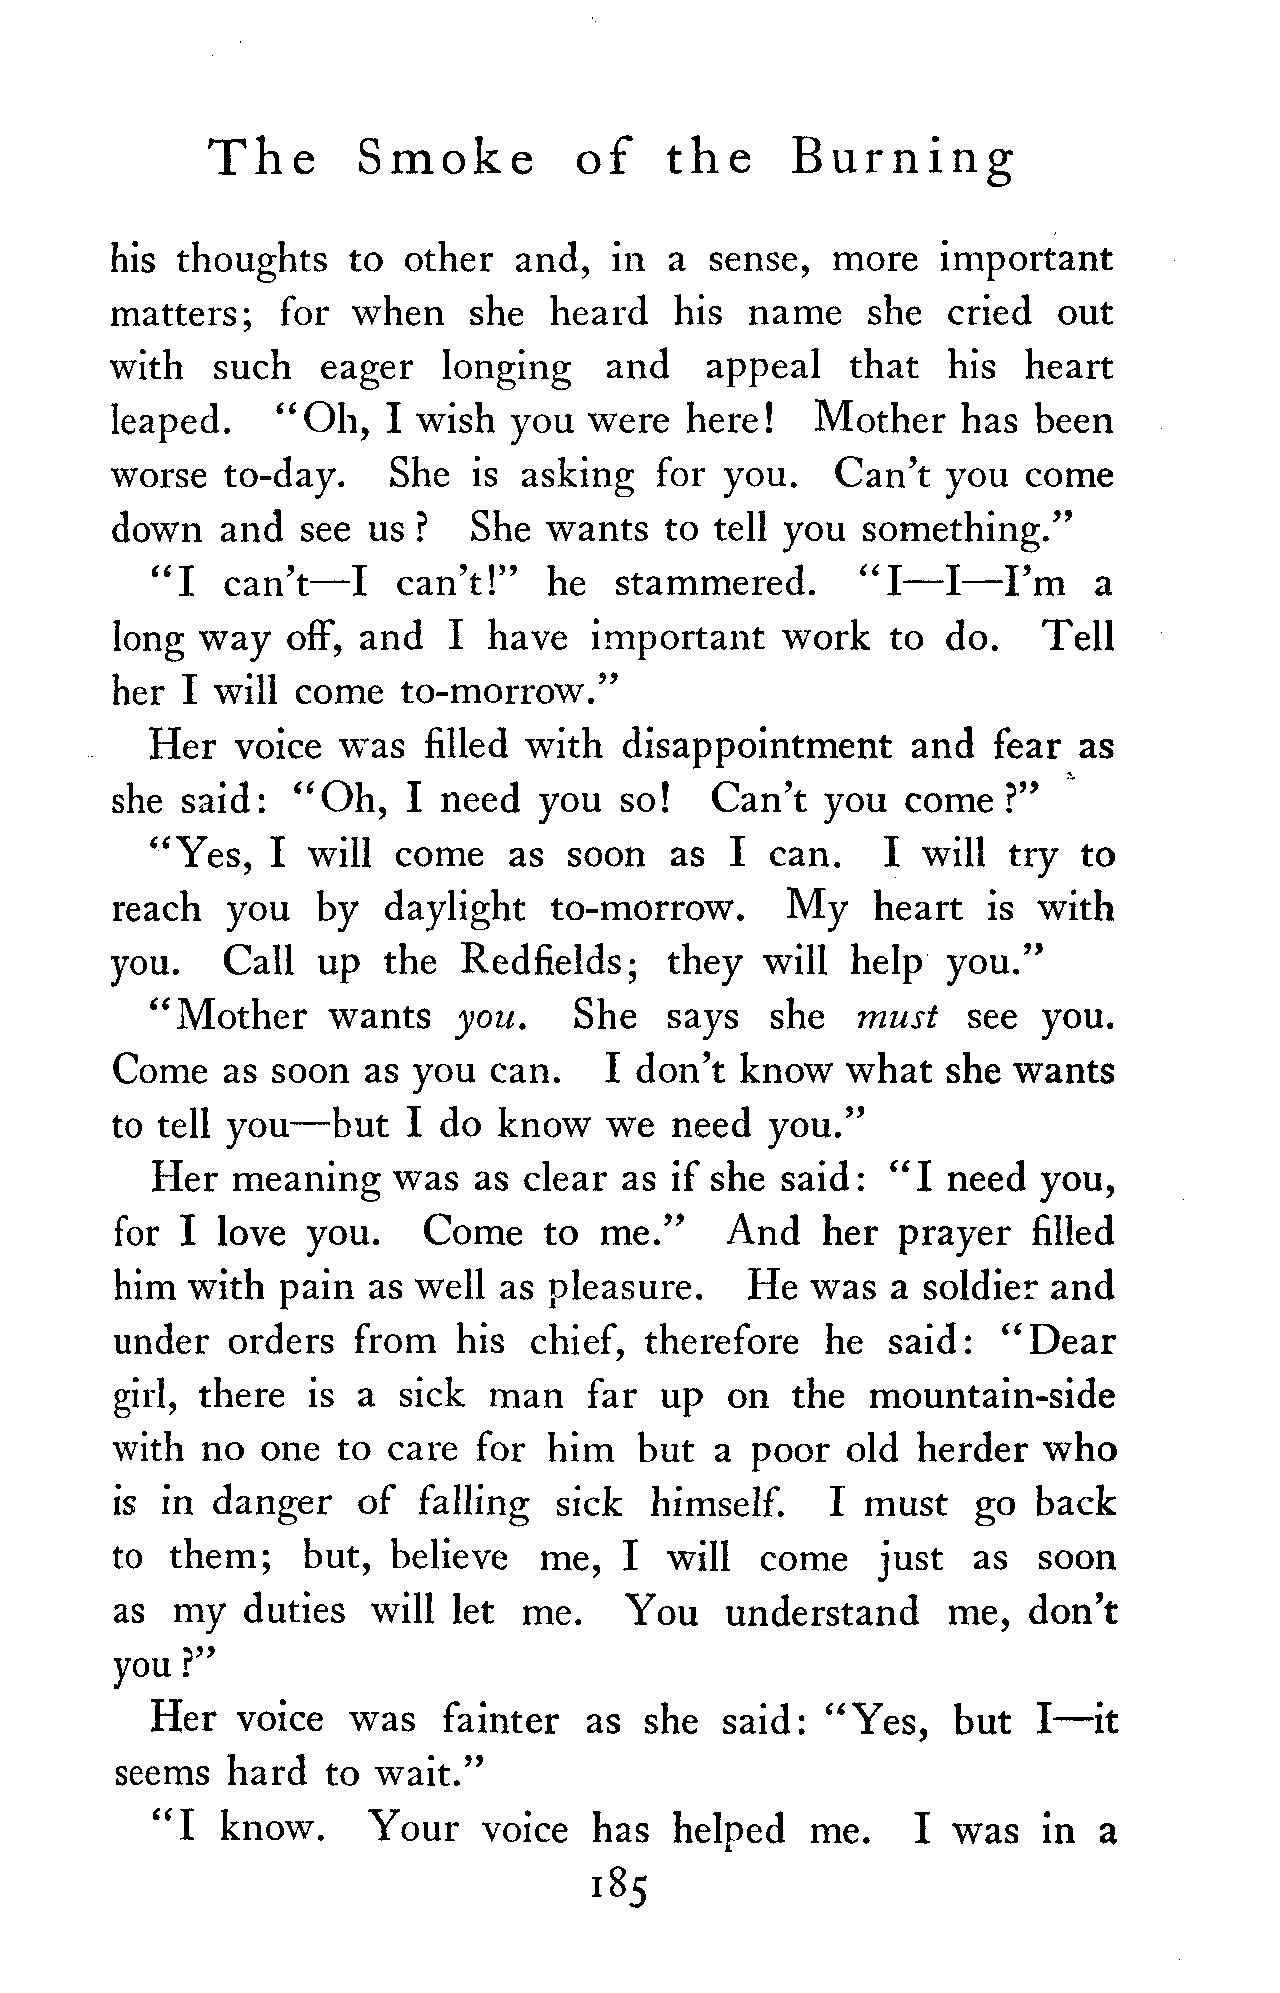 The Smoke of the Burning
his thoughts to other and, in a sense, more important
matters; for when she heard his name she cried out
with such eager longing and appeal that his heart
leaped. "Oh, I wish you were here! Mother has been
worse to-day. She is asking for you. Can't you come
down and see us? She wants to tell you something."
"I can't—I can't!" he stammered. "I—I—I'm a
long way off, and I have important work to do. Tell
her I will come to-morrow."
Her voice was filled with disappointment and fear as
she said: "Oh, I need you so! Can't you come?"
"Yes, I will come as soon as I can. I will try to
reach you by daylight to-morrow. My heart is with
you. Call up the Redfields; they will help you."
"Mother wants you. She says she must see you.
Come as soon as you can. I don't know what she wants
to tell you—but I do know we need you."
Her meaning was as clear as if she said: "I need you,
for I love you. Come to me." And her prayer filled
him with pain as well as pleasure. He was a soldier and
under orders from his chief, therefore he said: "Dear
girl, there is a sick man far up on the mountain-side
with no one to care for him but a poor old herder who
is in danger of falling sick himself. I must go back
to them; but, believe me, I will come just as soon
as my duties will let me. You understand me, don't
you?"
Her voice was fainter as she said: "Yes, but I—it
seems hard to wait."
"I know. Your voice has helped me. I was in a
185